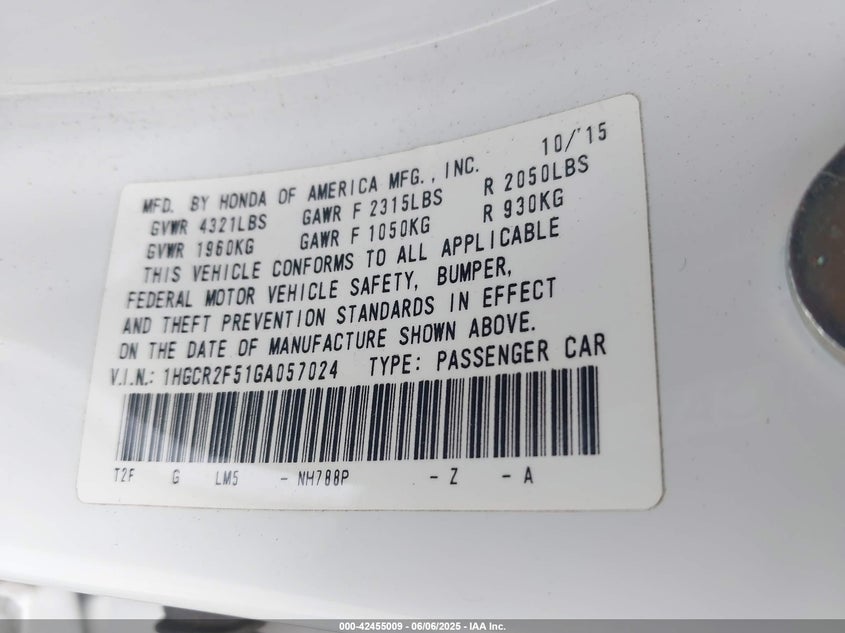 10/'15
MFD. BY HONDA OF AMERICA MFG., INC.
GVWR 4321LBS GAWR F 2315LBS R 2050LBS
GVWR 1960KG GAWR F 1050KG R 930KG
THIS VEHICLE CONFORMS TO ALL APPLICABLE
FEDERAL MOTOR VEHICLE SAFETY, BUMPER,
AND THEFT PREVENTION STANDARDS IN EFFECT
ON THE DATE OF MANUFACTURE SHOWN ABOVE.
V.I.N.: 1HGCR2F51GA057024 TYPE: PASSENGER CAR
T2F G LM5 - NH788P - Z - A
000-42455009 - 06/06/2025 - IAA Inc.